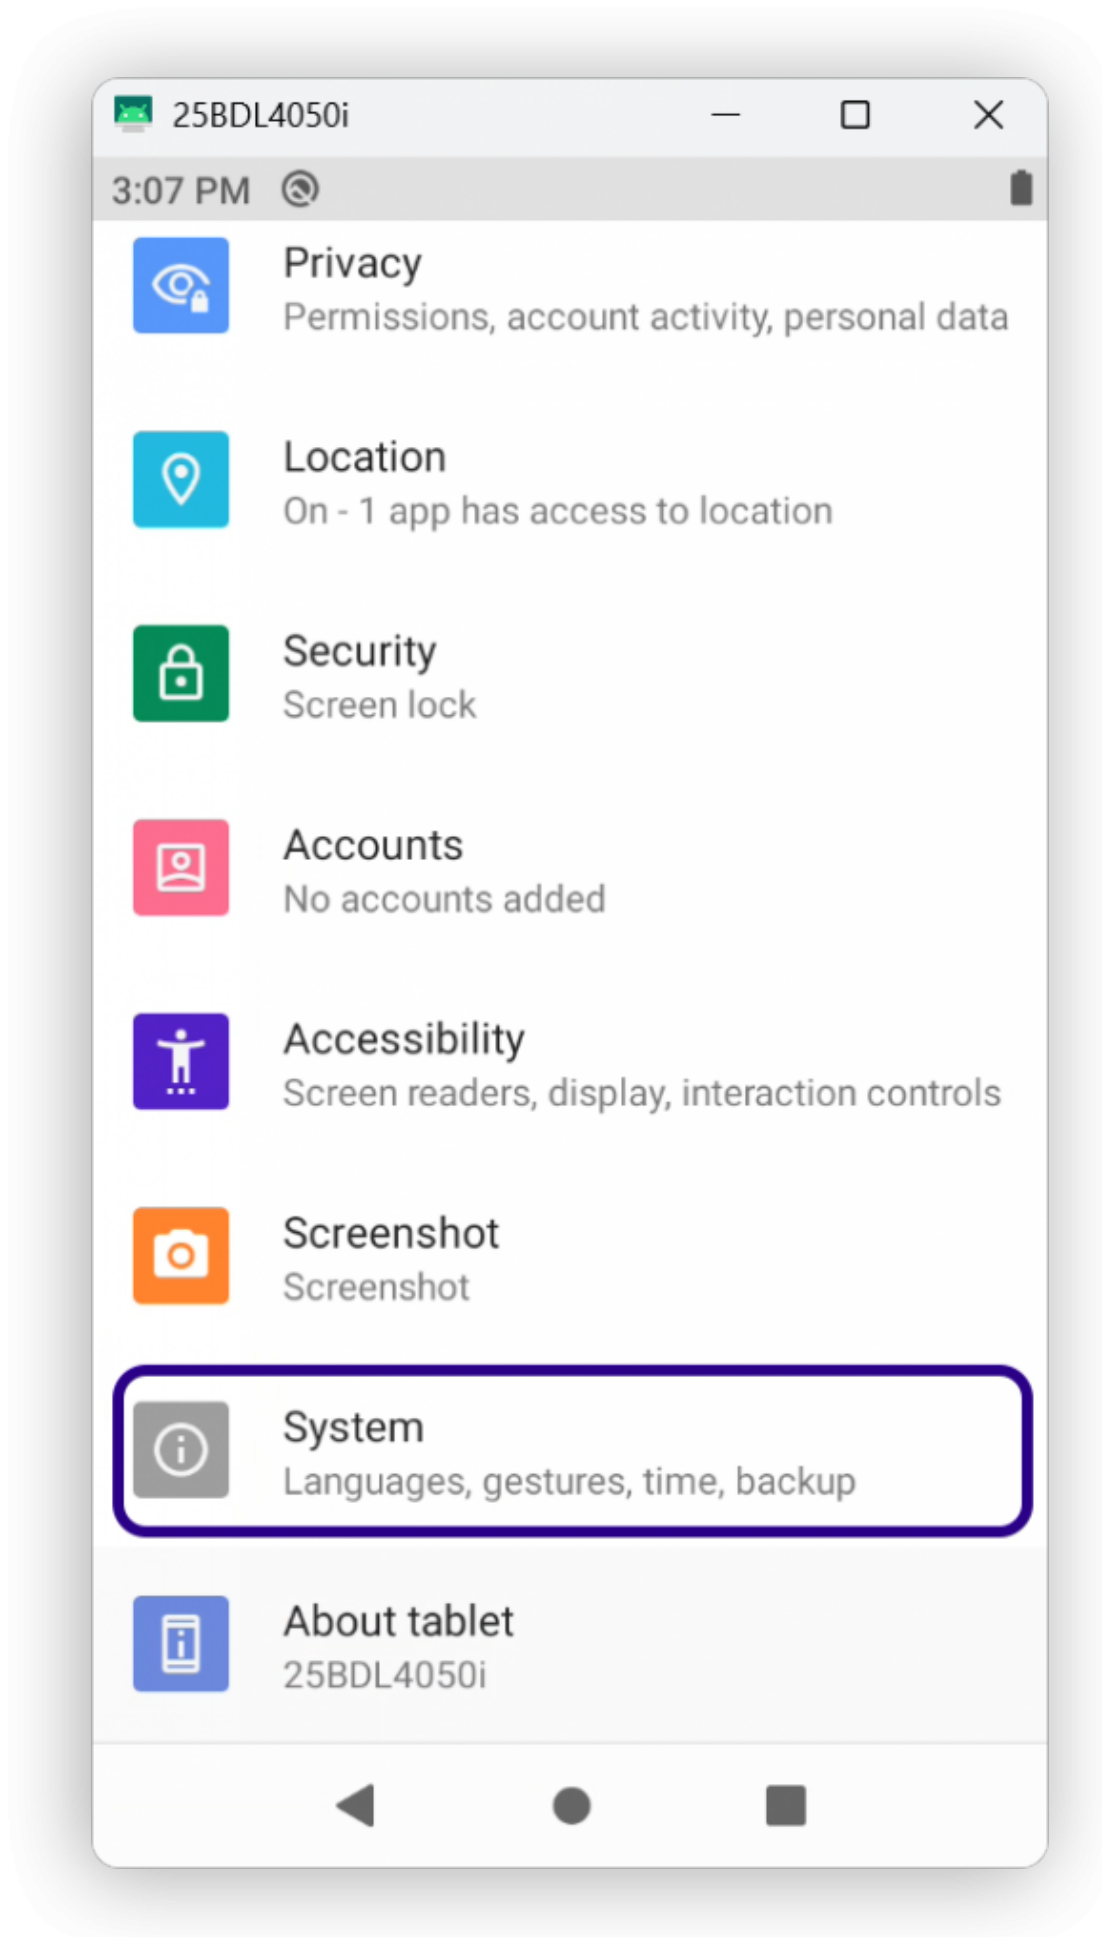 25BDL4050i
3:07 PM
Privacy
Permissions, account activity, personal data
Location
On - 1 app has access to location
Security
Screen lock
Accounts
No accounts added
Accessibility
Screen readers, display, interaction controls
Screenshot
Screenshot
System
Languages, gestures, time, backup
About tablet
25BDL4050i